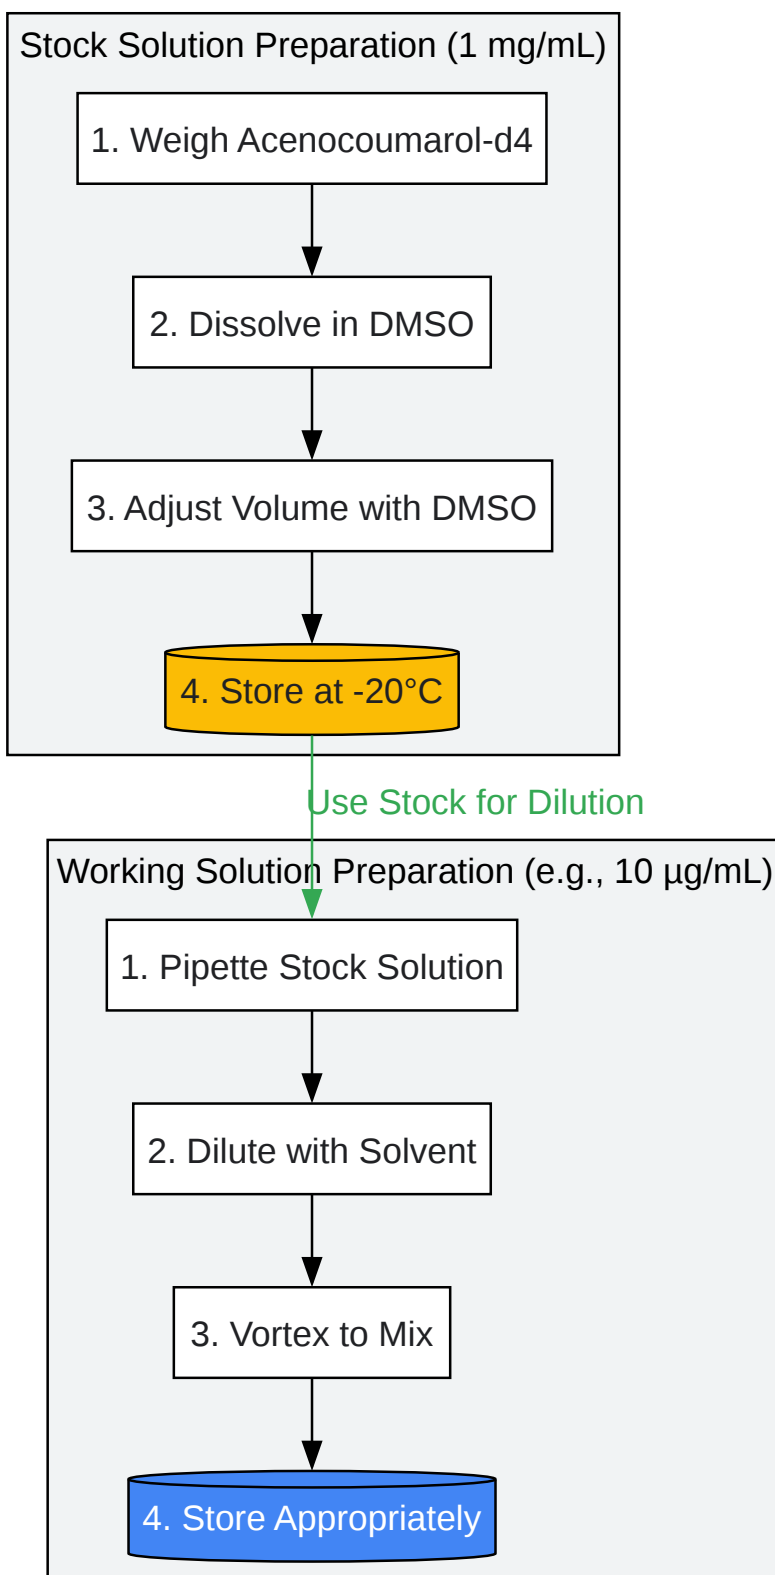 Stock Solution Preparation (1 mg/mL)
1. Weigh Acenocoumarol-d4
2. Dissolve in DMSO
3. Adjust Volume with DMSO
4. Store at -20°C
Use Stock for Dilution
Working Solution Preparation (e.g., 10 µg/mL)
1. Pipette Stock Solution
2. Dilute with Solvent
3. Vortex to Mix
4. Store Appropriately